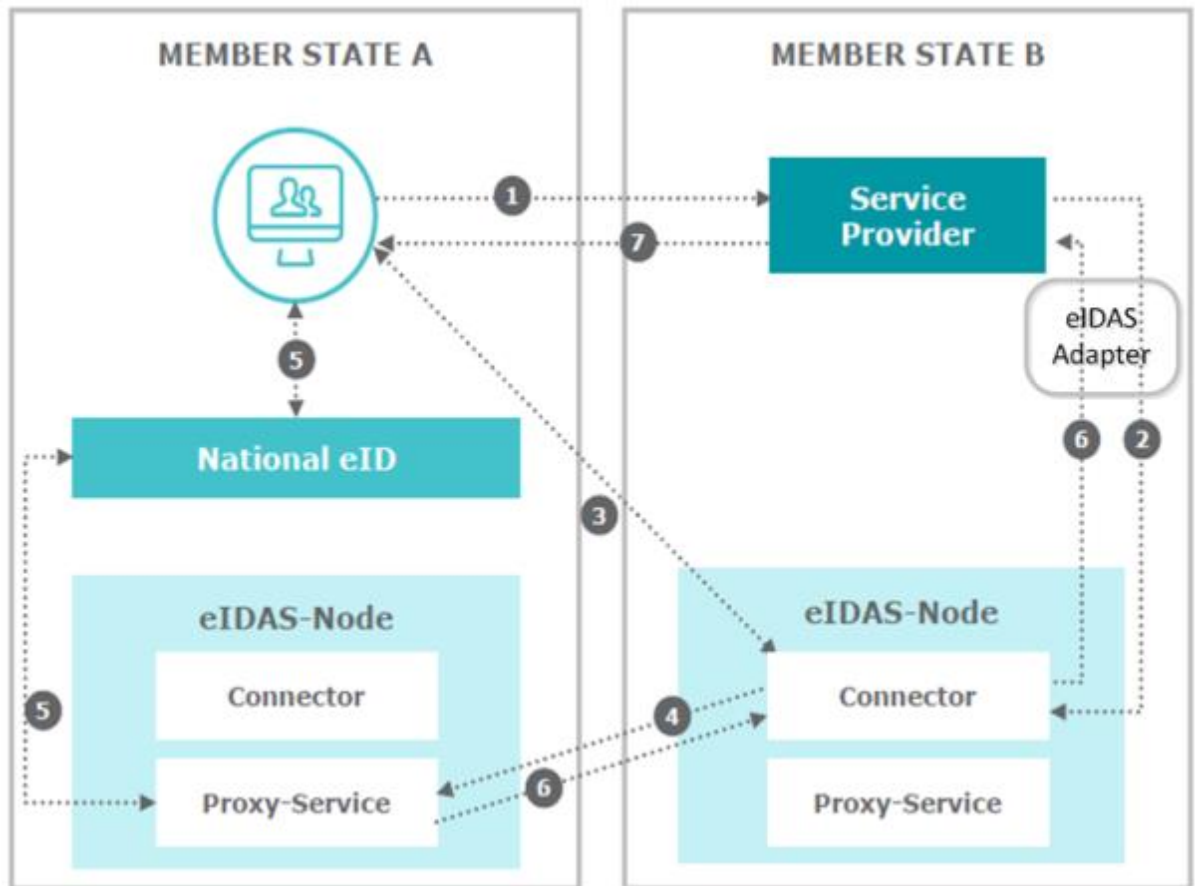 MEMBER STATE A
MEMBER STATE B
1
Service
Provider
7
eIDAS
Adapter
5
National eID
6
2
3
eIDAS-Node
eIDAS-Node
Connector
Connector
5
4
6
Proxy-Service
Proxy-Service